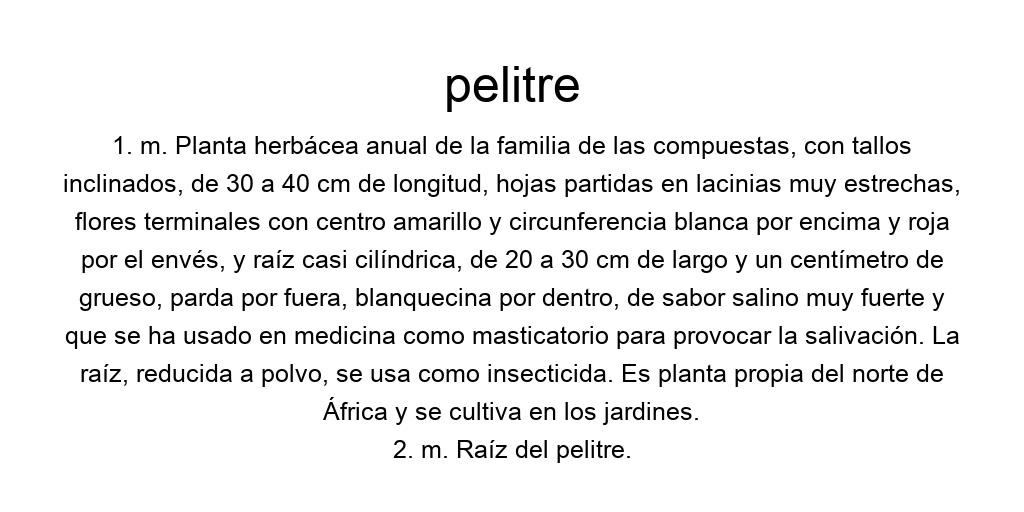 pelitre
1. m. Planta herbácea anual de la familia de las compuestas, con tallos
inclinados, de 30 a 40 cm de longitud, hojas partidas en lacinias muy estrechas,
flores terminales con centro amarillo y circunferencia blanca por encima y roja
por el envés, y raíz casi cilíndrica, de 20 a 30 cm de largo y un centímetro de
grueso, parda por fuera, blanquecina por dentro, de sabor salino muy fuerte y
que se ha usado en medicina como masticatorio para provocar la salivación. La
raíz, reducida a polvo, se usa como insecticida. Es planta propia del norte de
África y se cultiva en los jardines.
2. m. Raíz del pelitre.